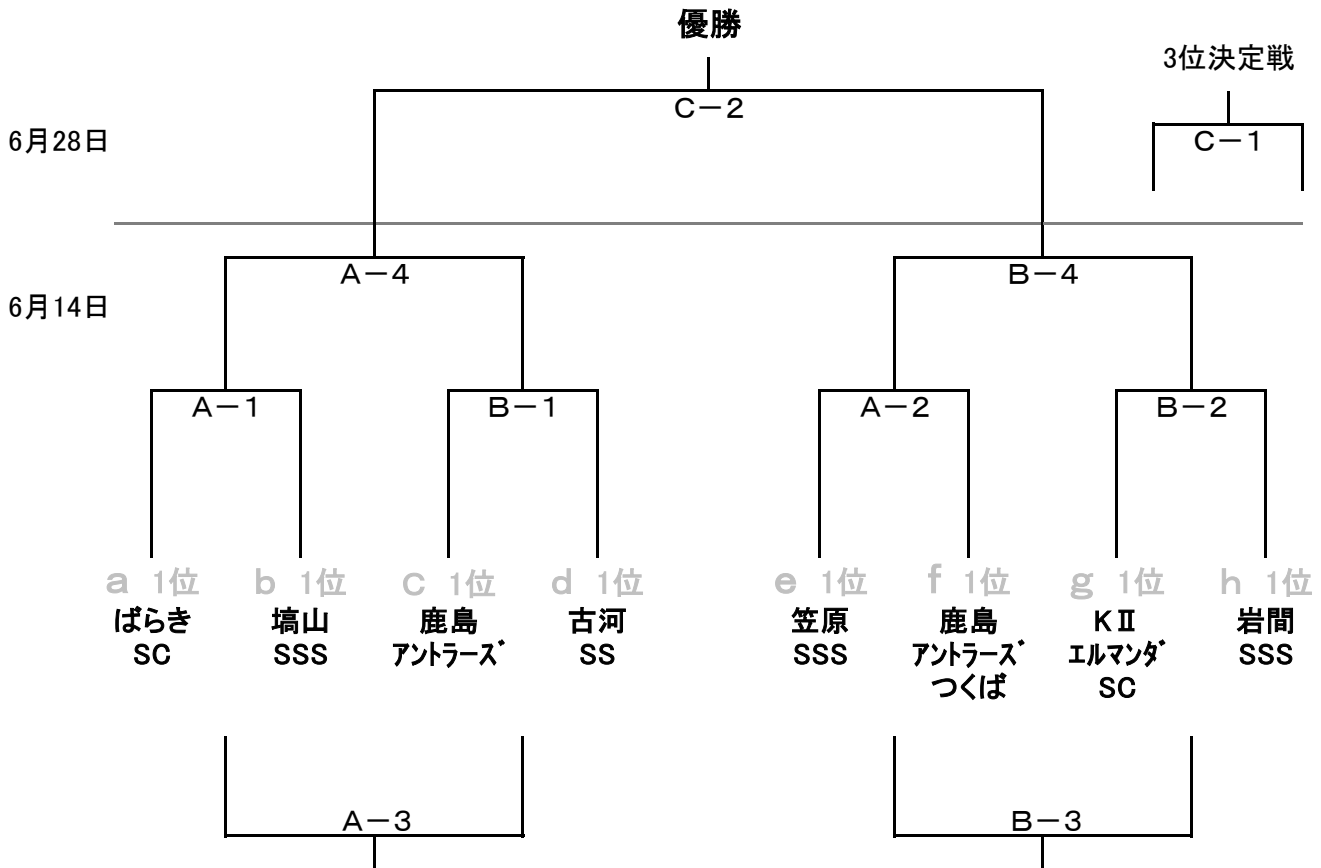 優勝
3位決定戦
C－2
6月28日
C－1
A－4
B－4
6月14日
A－1
B－1
A－2
B－2
a 1位
b 1位
c 1位
d 1位
e 1位
f 1位
g 1位
h 1位
ばらき
SC
塙山
SSS
鹿島
アントラーズ
古河
SS
笠原
SSS
鹿島
アントラーズ
つくば
KⅡ
エルマンダ
SC
岩間
SSS
A－3
B－3